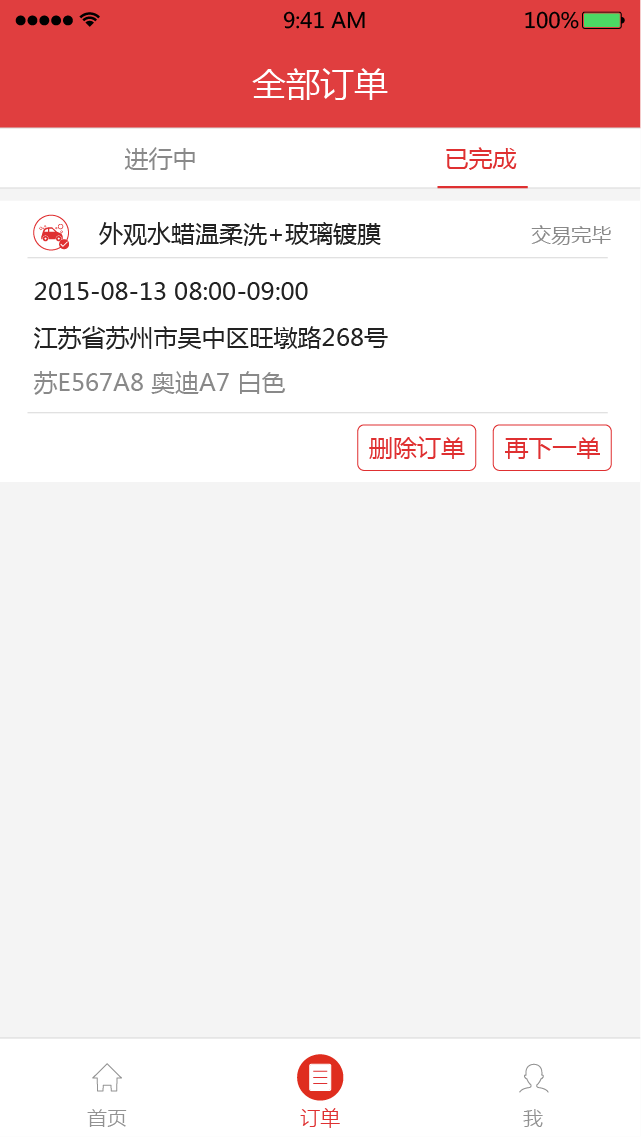 9:41 AM 100%
全部订单
进行中 已完成
外观水蜡温柔洗+玻璃镀膜 交易完毕
2015-08-13 08:00-09:00
江苏省苏州市吴中区旺墩路268号
苏E567A8 奥迪A7 白色
删除订单 再下一单
首页 订单 我